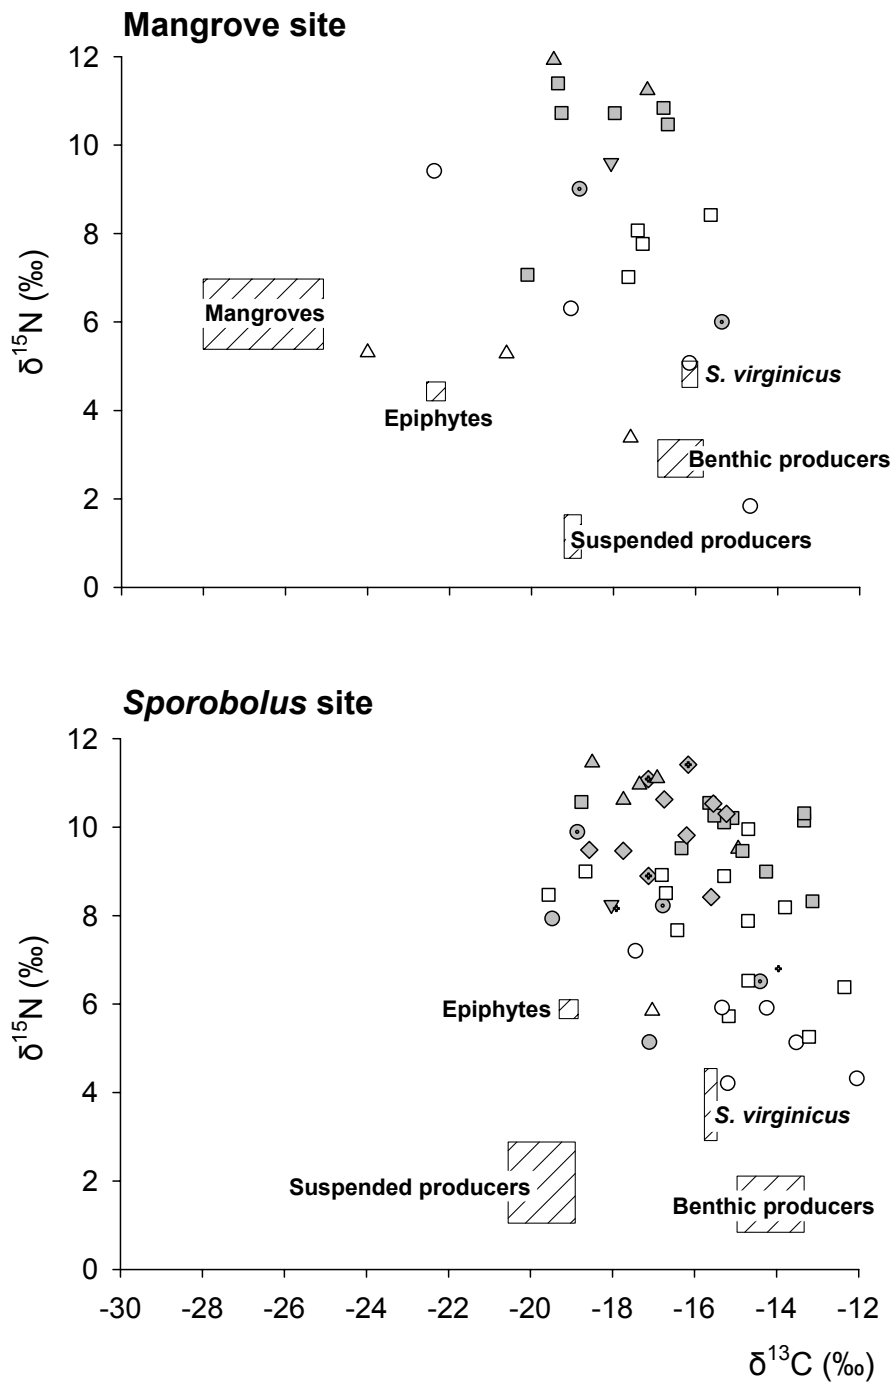 Mangrove site
12
10
8
6
4
2
0
δ15N (‰)
Mangroves
Epiphytes
S. virginicus
Benthic producers
Suspended producers
Sporobolus site
12
10
8
6
4
2
0
δ15N (‰)
Epiphytes
S. virginicus
Suspended producers
Benthic producers
-30 -28 -26 -24 -22 -20 -18 -16 -14 -12
δ13C (‰)